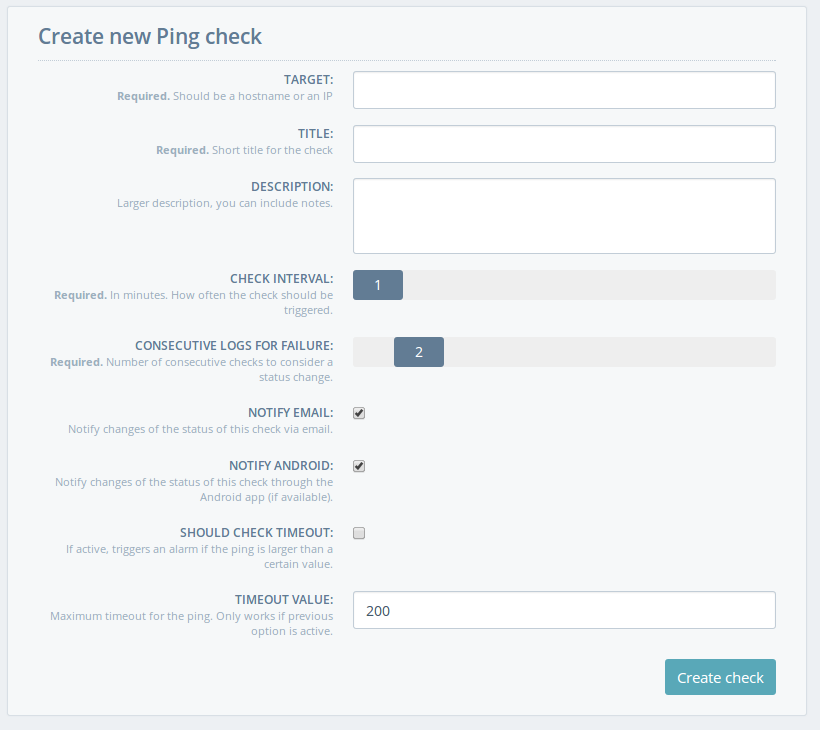 Create new Ping check
TARGET:
Required. Should be a hostname or an IP
TITLE:
Required. Short title for the check
DESCRIPTION:
Larger description, you can include notes.
CHECK INTERVAL:
1
Required. In minutes. How often the check should be
triggered.
CONSECUTIVE LOGS FOR FAILURE:
2
Required. Number of consecutive checks to consider a
status change.
NOTIFY EMAIL:
Notify changes of the status of this check via email.
NOTIFY ANDROID:
Notify changes of the status of this check through the
Android app (if available).
SHOULD CHECK TIMEOUT:
If active, triggers an alarm if the ping is larger than a
certain value.
TIMEOUT VALUE:
200
Maximum timeout for the ping. Only works if previous
option is active.
Create check